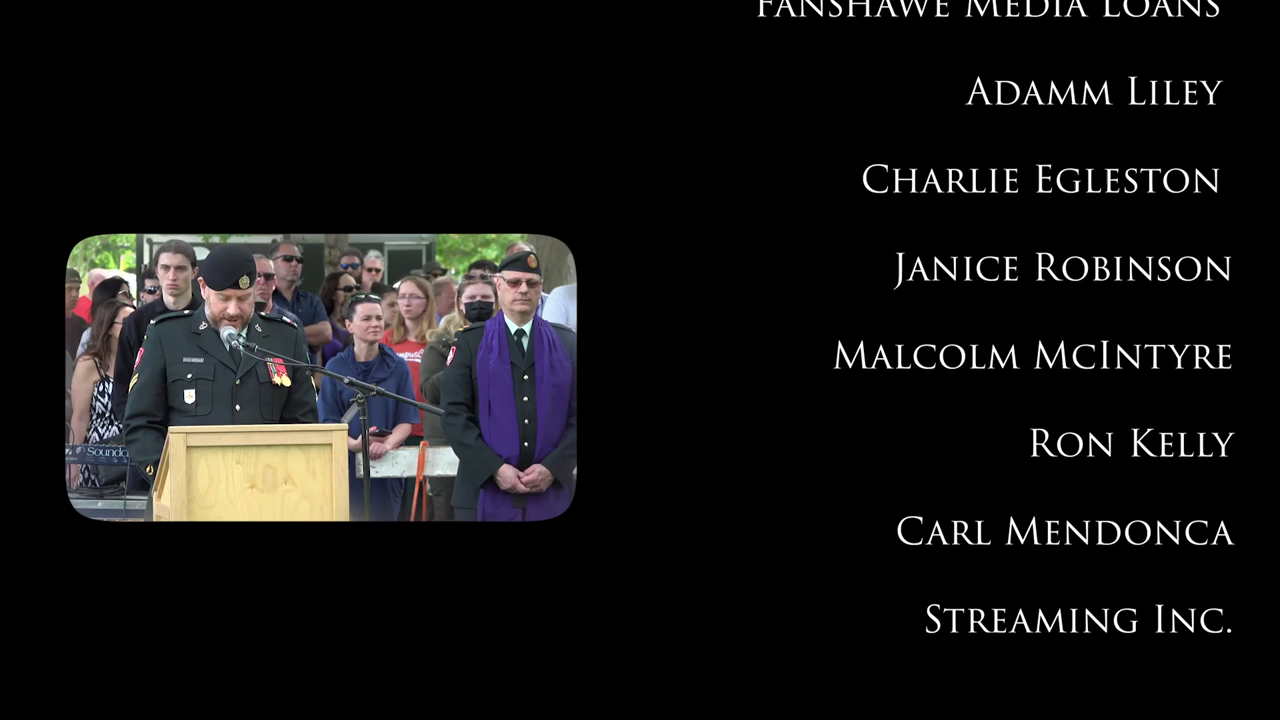 FANSHAWE MEDIA LOANS
ADAMM LILEY
CHARLIE EGLESTON
JANICE ROBINSON
MALCOLM MCINTYRE
RON KELLY
CARL MENDONCA
STREAMING INC.